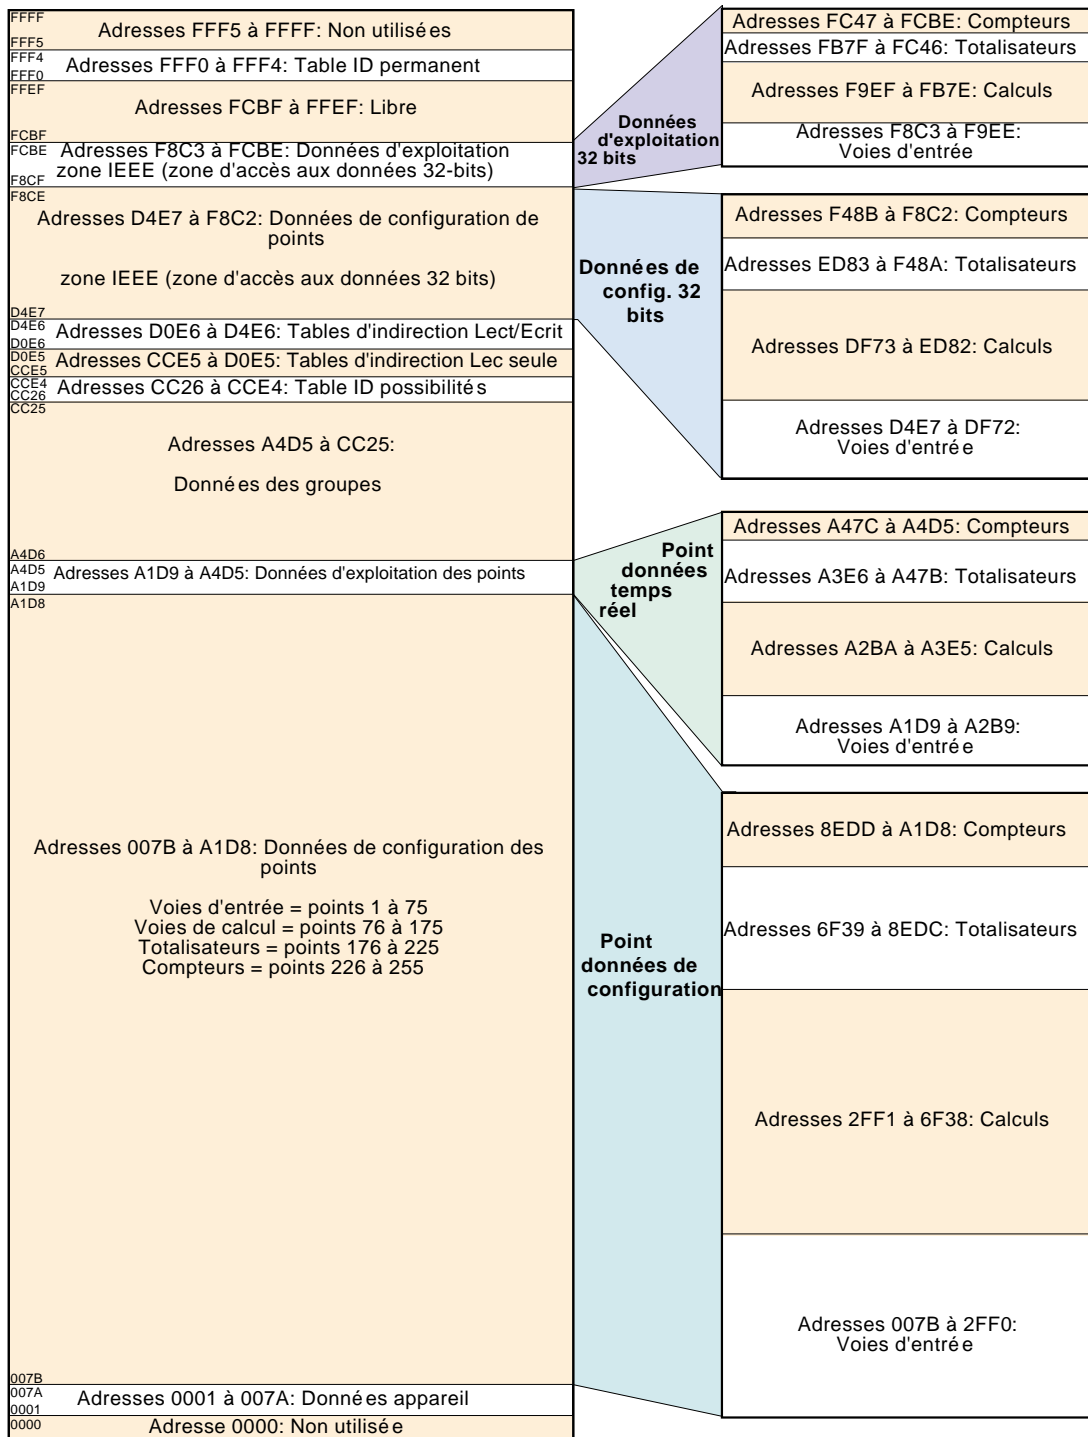 FFFF
Adresses FFF5 à FFFF: Non utilisées
FFF5
FFF4
Adresses FFF0 à FFF4: Table ID permanent
FFF0
FFEF
Adresses FCBF à FFEF: Libre
FCBF
FCBE
Adresses F8C3 à FCBE: Données d'exploitation
zone IEEE (zone d'accès aux données 32-bits)
F8CF
F8CE
Adresses D4E7 à F8C2: Données de configuration de
points
zone IEEE (zone d'accès aux données 32 bits)
D4E7
D4E6
Adresses D0E6 à D4E6: Tables d'indirection Lect/Ecrit
D0E6
D0E5
Adresses CCE5 à D0E5: Tables d'indirection Lec seule
CCE5
CCE4
Adresses CC26 à CCE4: Table ID possibilités
CC26
CC25
Adresses A4D5 à CC25:
Données des groupes
A4D6
A4D5
Adresses A1D9 à A4D5: Données d'exploitation des points
A1D9
A1D8
Adresses 007B à A1D8: Données de configuration des
points
Voies d'entrée = points 1 à 75
Voies de calcul = points 76 à 175
Totalisateurs = points 176 à 225
Compteurs = points 226 à 255
007B
007A
Adresses 0001 à 007A: Données appareil
0001
0000
Adresse 0000: Non utilisée
Données
d'exploitation
32 bits
Adresses FC47 à FCBE: Compteurs
Adresses FB7F à FC46: Totalisateurs
Adresses F9EF à FB7E: Calculs
Adresses F8C3 à F9EE:
Voies d'entrée
Données de
config. 32
bits
Adresses F48B à F8C2: Compteurs
Adresses ED83 à F48A: Totalisateurs
Adresses DF73 à ED82: Calculs
Adresses D4E7 à DF72:
Voies d'entrée
Point
données
temps
réel
Adresses A47C à A4D5: Compteurs
Adresses A3E6 à A47B: Totalisateurs
Adresses A2BA à A3E5: Calculs
Adresses A1D9 à A2B9:
Voies d'entrée
Point
données de
configuration
Adresses 8EDD à A1D8: Compteurs
Adresses 6F39 à 8EDC: Totalisateurs
Adresses 2FF1 à 6F38: Calculs
Adresses 007B à 2FF0:
Voies d'entrée